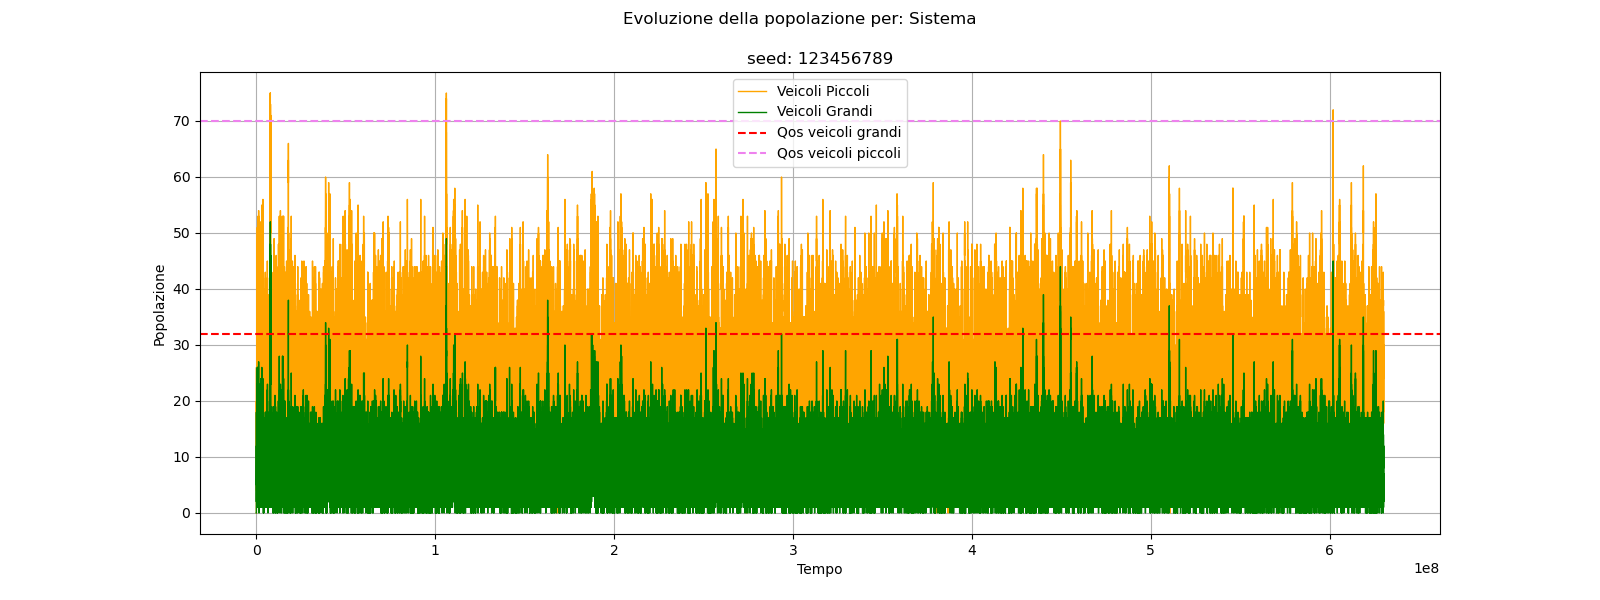 Evoluzione della popolazione per: Sistema
seed: 123456789
Veicoli Piccoli
Veicoli Grandi
Qos veicoli grandi
Qos veicoli piccoli
Popolazione
70
60
50
40
30
20
10
0
0 1 2 3 4 5 6
1e8
Tempo